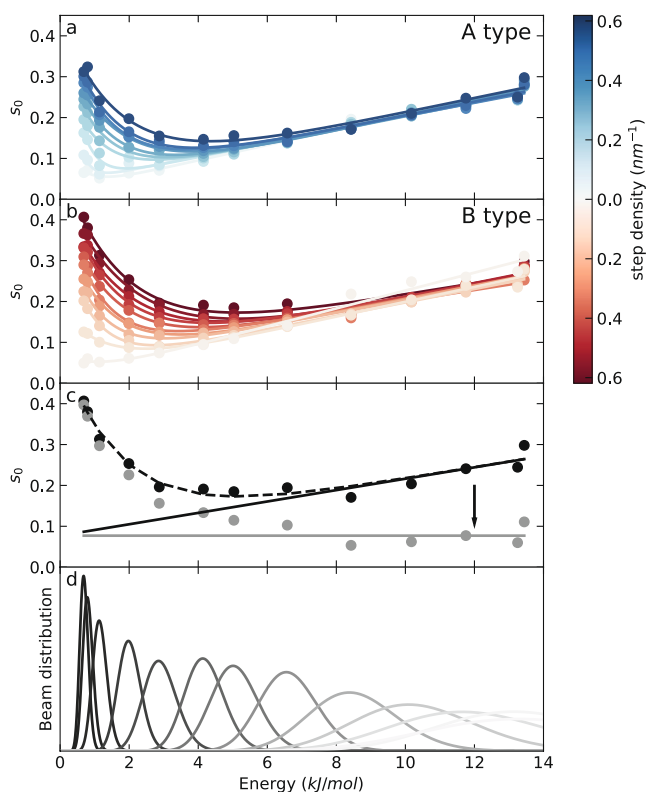 a
A type
0.4
0.3
0.2
0.1
0.0
s0
b
B type
0.4
0.3
0.2
0.1
0.0
s0
c
0.4
0.3
0.2
0.1
0.0
s0
d
Beam distribution
0 2 4 6 8 10 12 14
Energy (kJ/mol)
0.6
0.4
0.2
0.0
0.2
0.4
0.6
step density (nm⁻¹)